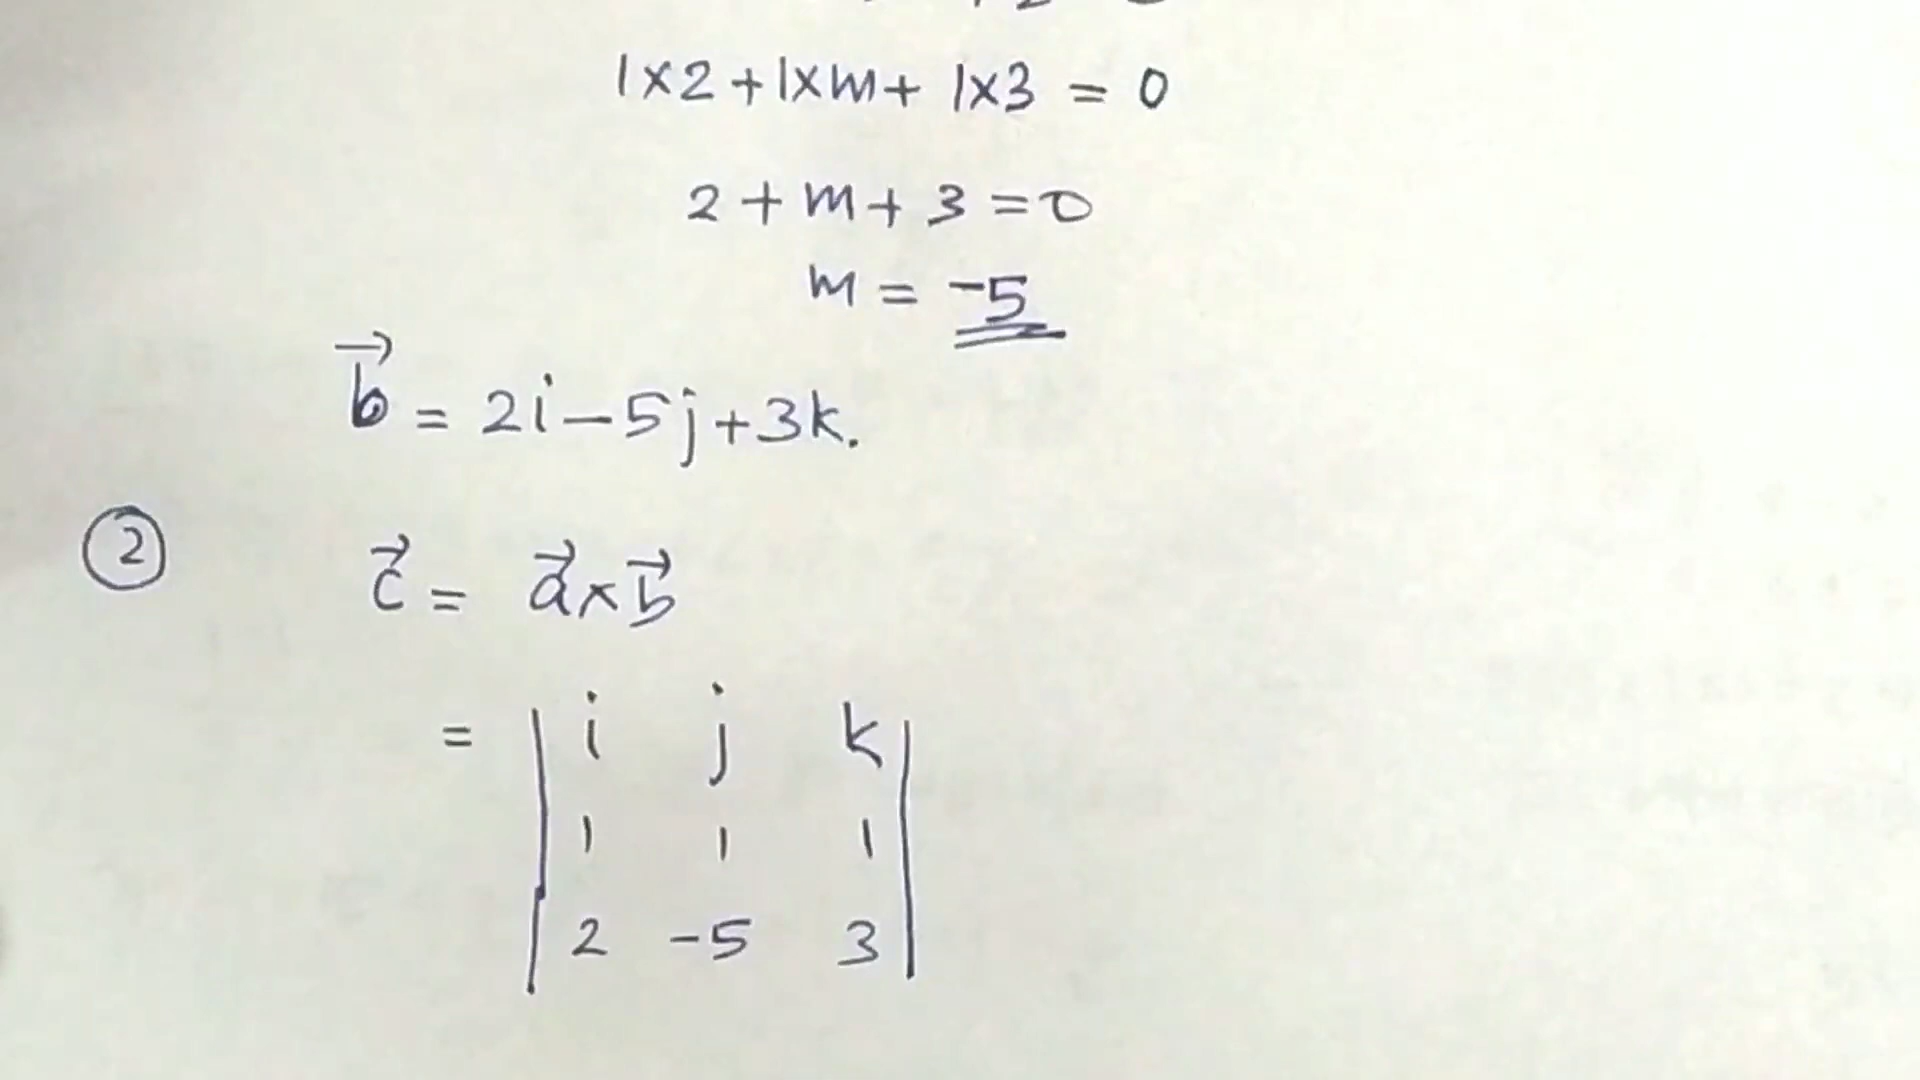 1×2+1×m+ 1×3 = 0
2+m+3=0
m = -5
b⃗ = 2i-5j+3k.
② c⃗ = a⃗×b⃗
= | i j k |
| 1 1 1 |
| 2 -5 3 |